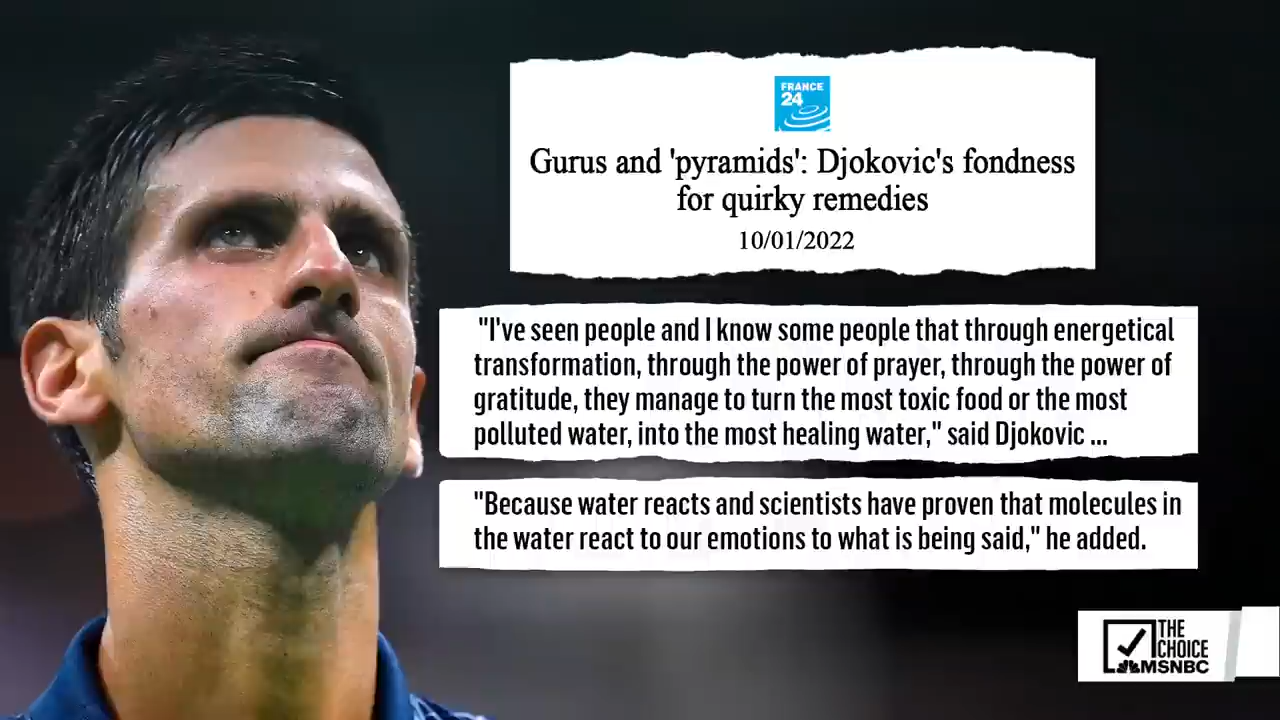 FRANCE
24
Gurus and 'pyramids': Djokovic's fondness
for quirky remedies
10/01/2022
"I've seen people and I know some people that through energetical
transformation, through the power of prayer, through the power of
gratitude, they manage to turn the most toxic food or the most
polluted water, into the most healing water," said Djokovic ...
"Because water reacts and scientists have proven that molecules in
the water react to our emotions to what is being said," he added.
THE
CHOICE
MSNBC